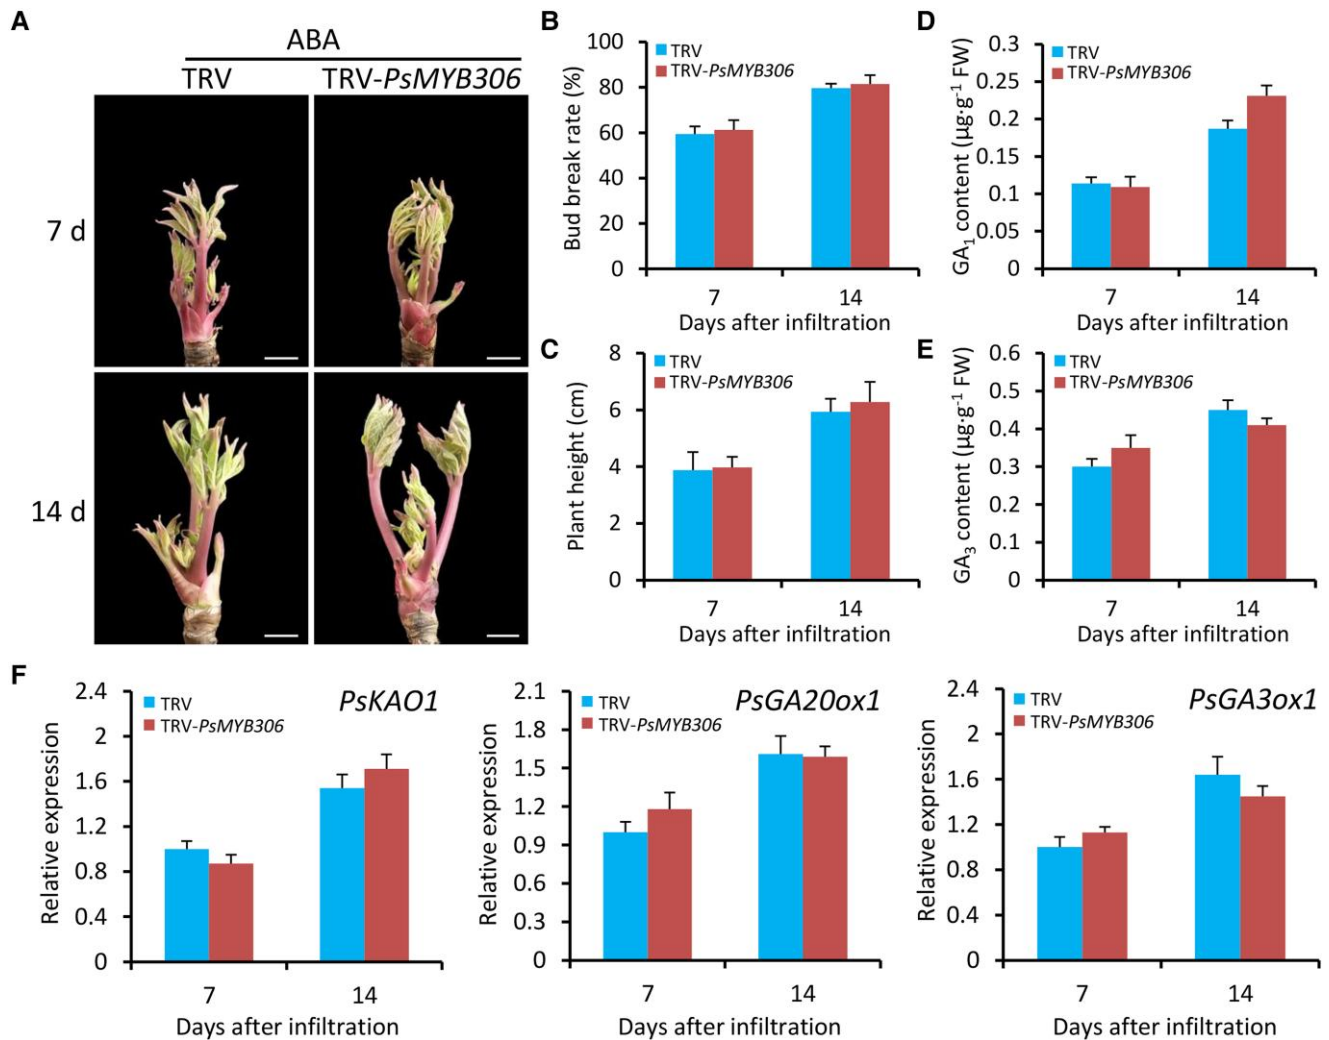 A
ABA
TRV TRV-PsMYB306
7 d
14 d
B
100
80
60
40
20
0
Bud break rate (%)
TRV
TRV-PsMYB306
7 14
Days after infiltration
C
8
6
4
2
0
Plant height (cm)
TRV
TRV-PsMYB306
7 14
Days after infiltration
D
0.3
0.25
0.2
0.15
0.1
0.05
0
GA₁ content (µg·g⁻¹ FW)
TRV
TRV-PsMYB306
7 14
Days after infiltration
E
0.6
0.5
0.4
0.3
0.2
0.1
0
GA₃ content (µg·g⁻¹ FW)
TRV
TRV-PsMYB306
7 14
Days after infiltration
F
2.4
2
1.6
1.2
0.8
0.4
0
Relative expression
TRV
TRV-PsMYB306
PsKAO1
7 14
Days after infiltration
2.1
1.8
1.5
1.2
0.9
0.6
0.3
0
Relative expression
TRV
TRV-PsMYB306
PsGA20ox1
7 14
Days after infiltration
2.4
2
1.6
1.2
0.8
0.4
0
Relative expression
TRV
TRV-PsMYB306
PsGA3ox1
7 14
Days after infiltration